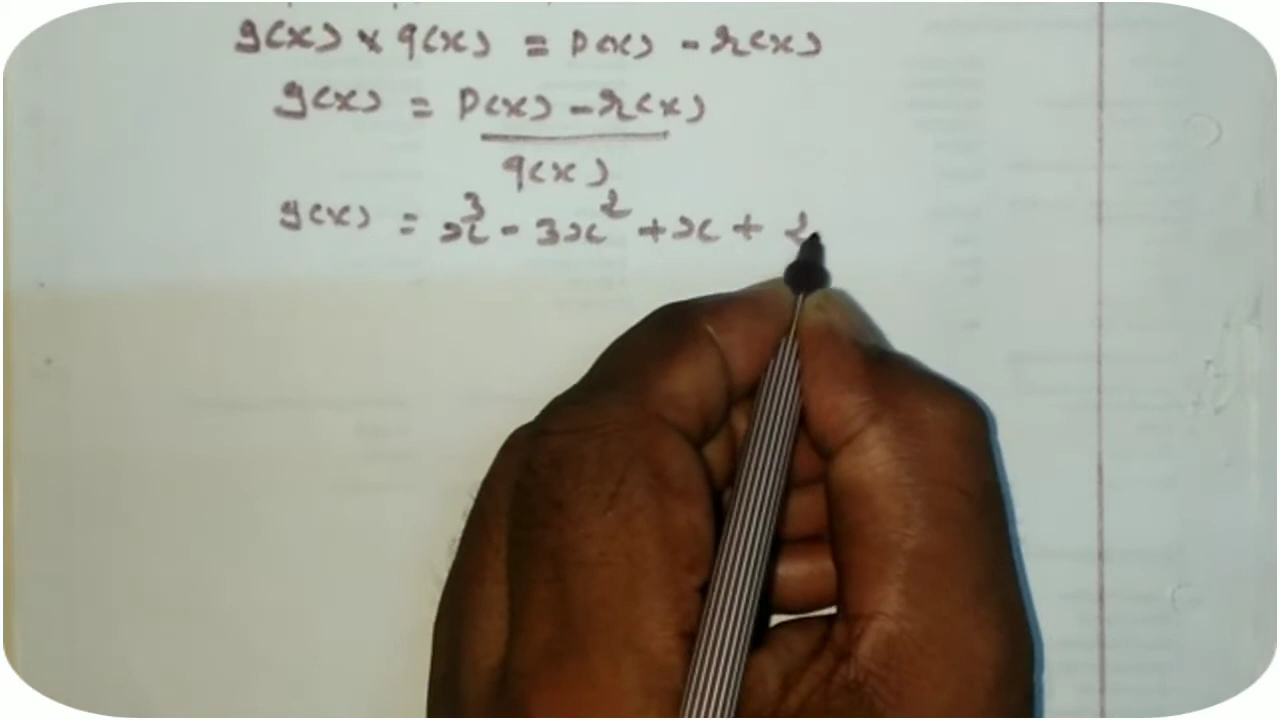 g(x) × q(x) = P(x) - r(x)
g(x) = P(x) - r(x)
q(x)
g(x) = x³ - 3x² + x + 2